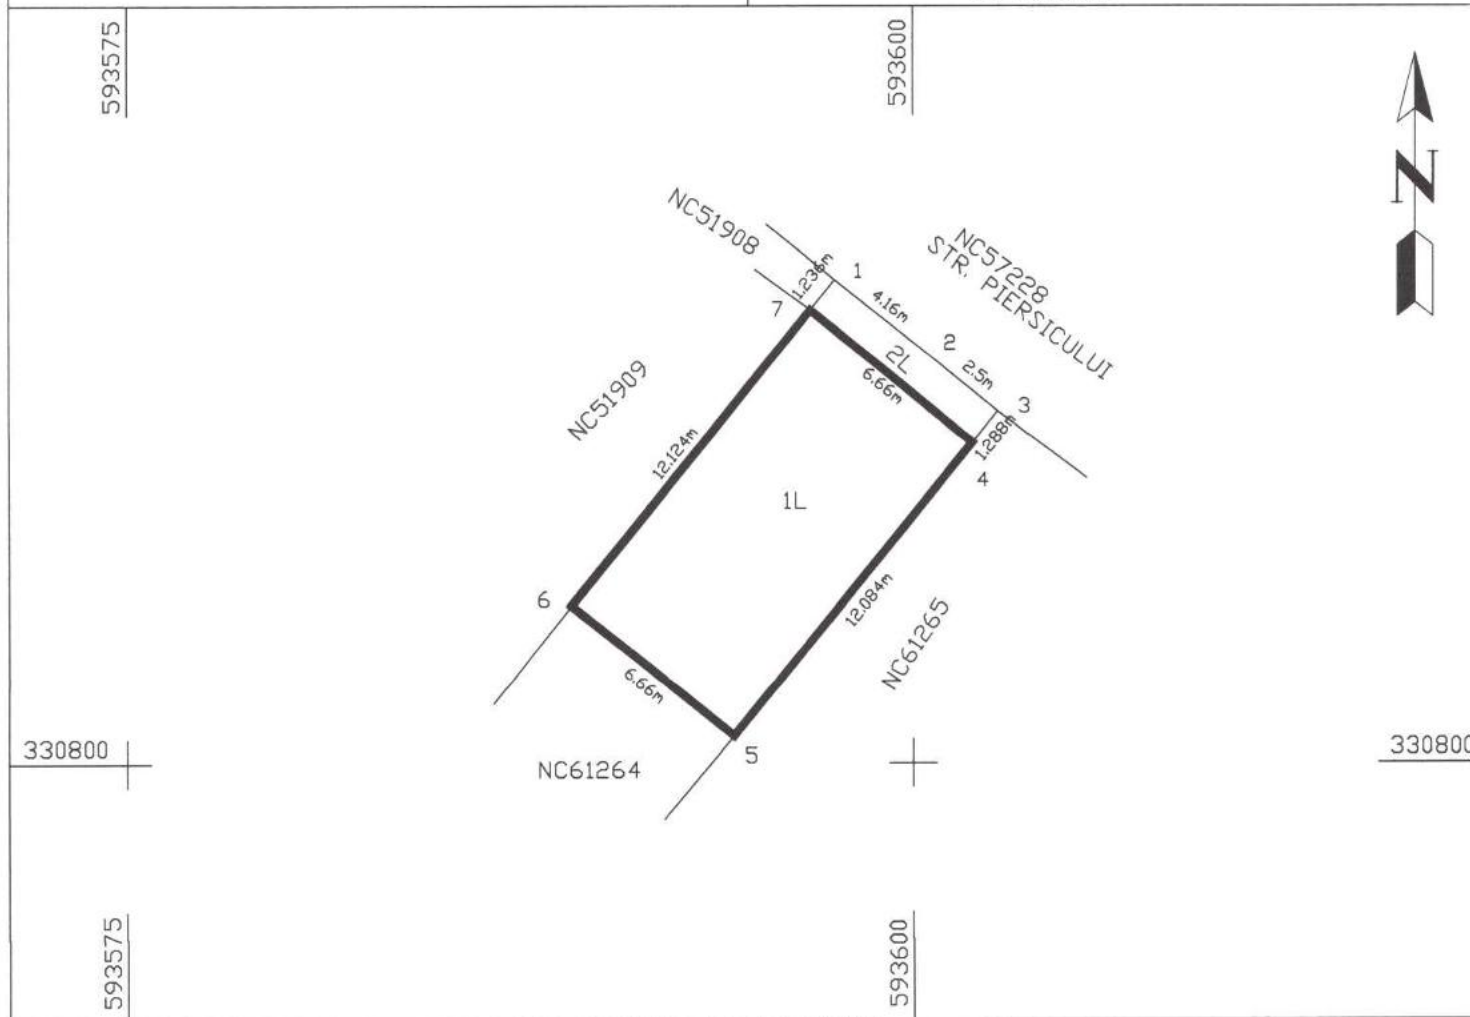 593575
593600
N
NC51908
NC57228
STR. PIERSICULUI
1.236m
1
7
4.16m
2
2L
6.66m
2.5m
3
1.288m
4
NC51909
12.124m
1L
6
12.084m
NC61265
6.66m
5
330800
330800
NC61264
593575
593600